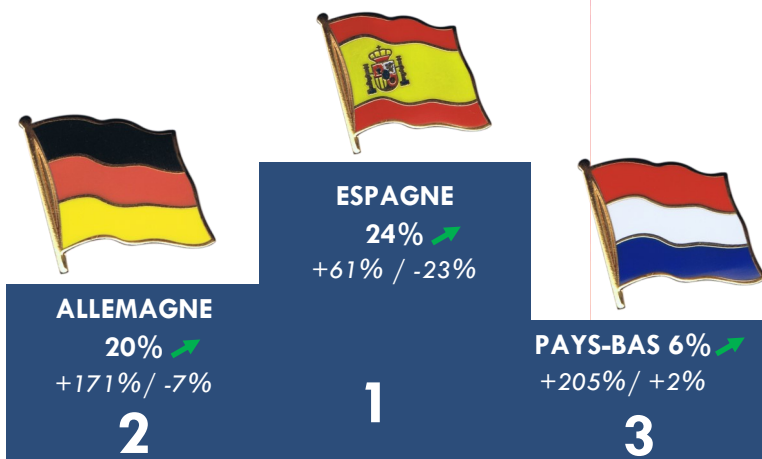 ESPAGNE
24%
+61% / -23%
1
ALLEMAGNE
20%
+171%/ -7%
2
PAYS-BAS 6%
+205%/ +2%
3